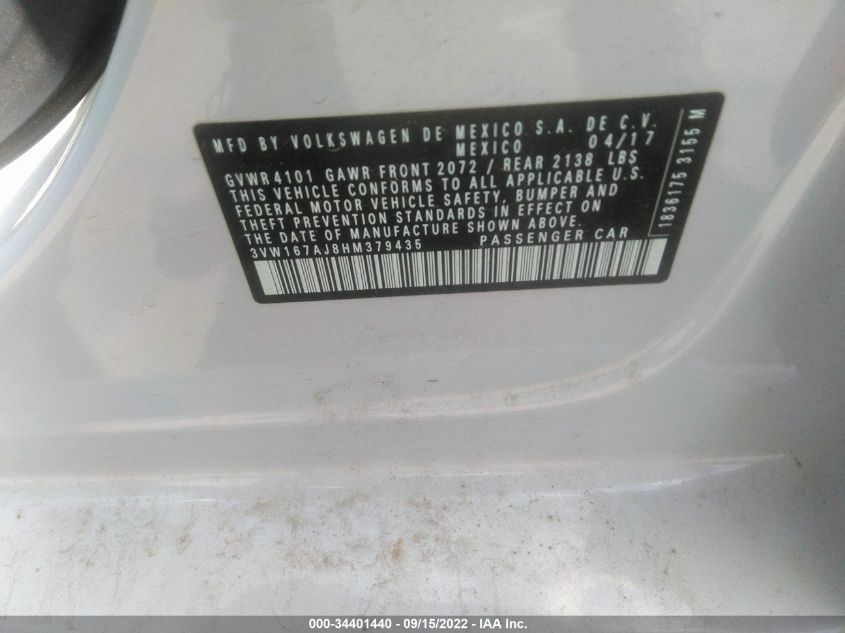 MFD BY VOLKSWAGEN DE MEXICO S.A. DE C.V.
MEXICO 04/17
GVWR 4101 GAWR FRONT 2072 / REAR 2138 LBS
THIS VEHICLE CONFORMS TO ALL APPLICABLE U.S.
FEDERAL MOTOR VEHICLE SAFETY, BUMPER AND
THEFT PREVENTION STANDARDS IN EFFECT ON
THE DATE OF MANUFACTURE SHOWN ABOVE.
3VW167AJ8HM379435 PASSENGER CAR
1836175 3155 M
000-34401440 - 09/15/2022 - IAA Inc.